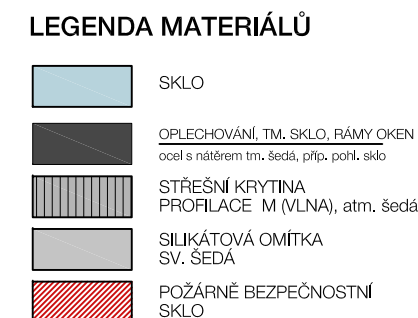 LEGENDA MATERIÁLŮ
SKLO
OPLECHOVÁNÍ, TM. SKLO, RÁMY OKEN
ocel s nátěrem tm. šedá, příp. pohl. sklo
STŘEŠNÍ KRYTINA
PROFILACE M (VLNA), atm. šedá
SILIKÁTOVÁ OMÍTKA
SV. ŠEDÁ
POŽÁRNĚ BEZPEČNOSTNÍ
SKLO